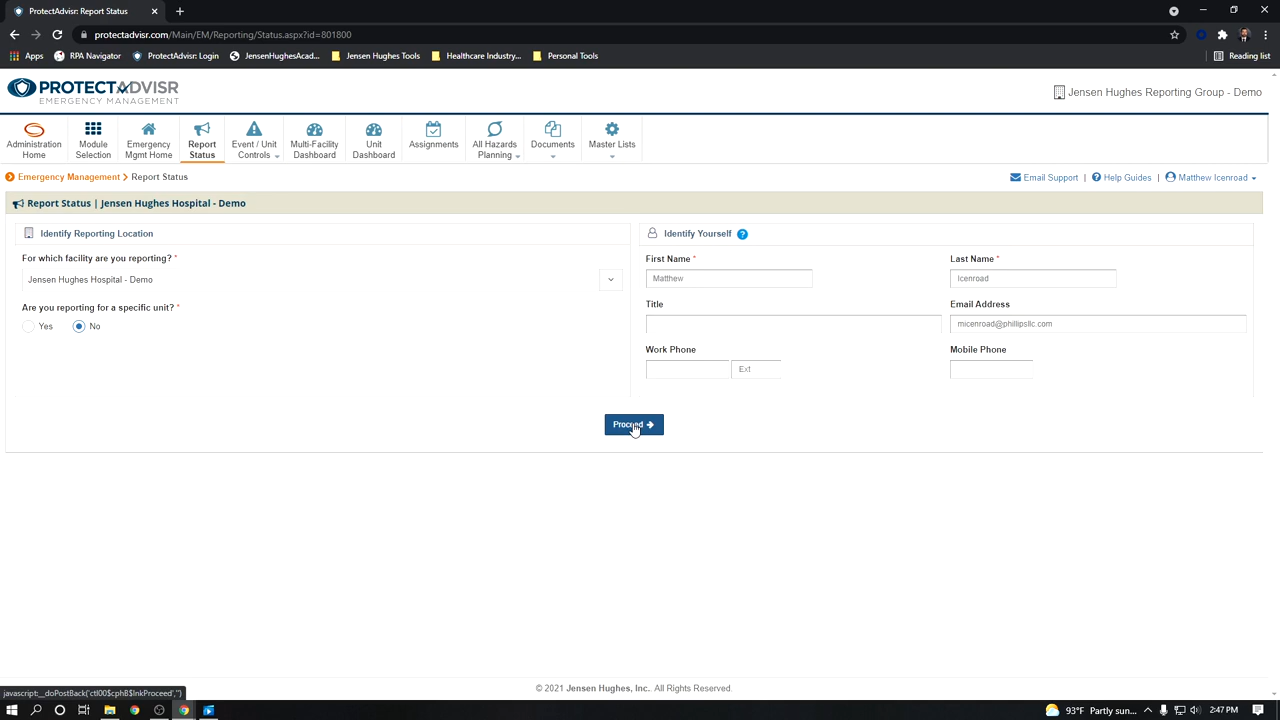 Protect Advisr: Report Status
protectadvisr.com/Main/EM/Reporting/Status.aspx?id=801800
Apps
RPA Navigator
ProtectAdvisr - Login
JensenHughesAcad...
Jensen Hughes Tools
Healthcare Industry...
Personal Tools
Reading list
PROTECTADVISR
EMERGENCY MANAGEMENT
Jensen Hughes Reporting Group - Demo
Administration Home
Module Selection
Emergency Mgmt Home
Report Status
Event / Unit Controls
Multi-Facility Dashboard
Unit Dashboard
Assignments
All Hazards Planning
Documents
Master Lists
Emergency Management
Report Status
Email Support | Help Guides | Matthew Icenroad
Report Status | Jensen Hughes Hospital - Demo
Identify Reporting Location
For which facility are you reporting? *
Jensen Hughes Hospital - Demo
Are you reporting for a specific unit? *
Yes
No
Identify Yourself ?
First Name *
Last Name *
Matthew
Icenroad
Title
Email Address
micenroad@phillipsllc.com
Work Phone
Mobile Phone
Ext
Proceed
© 2021 Jensen Hughes, Inc. All Rights Reserved.
javascript:__doPostBack('ctl00$cphB$lnkProceed','')
93°F Partly sun...
2:47 PM